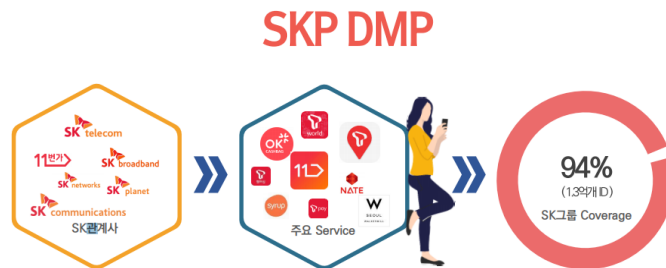 SKP DMP
SK telecom
11번가
SK broadband
SK networks
SK planet
SK communications
SK관계사
T world
OK
CASHBAG
11
NATE
syrup
T pay
W
SEOUL
WALKERHILL
주요 Service
94%
(1.3억개 ID)
SK그룹 Coverage